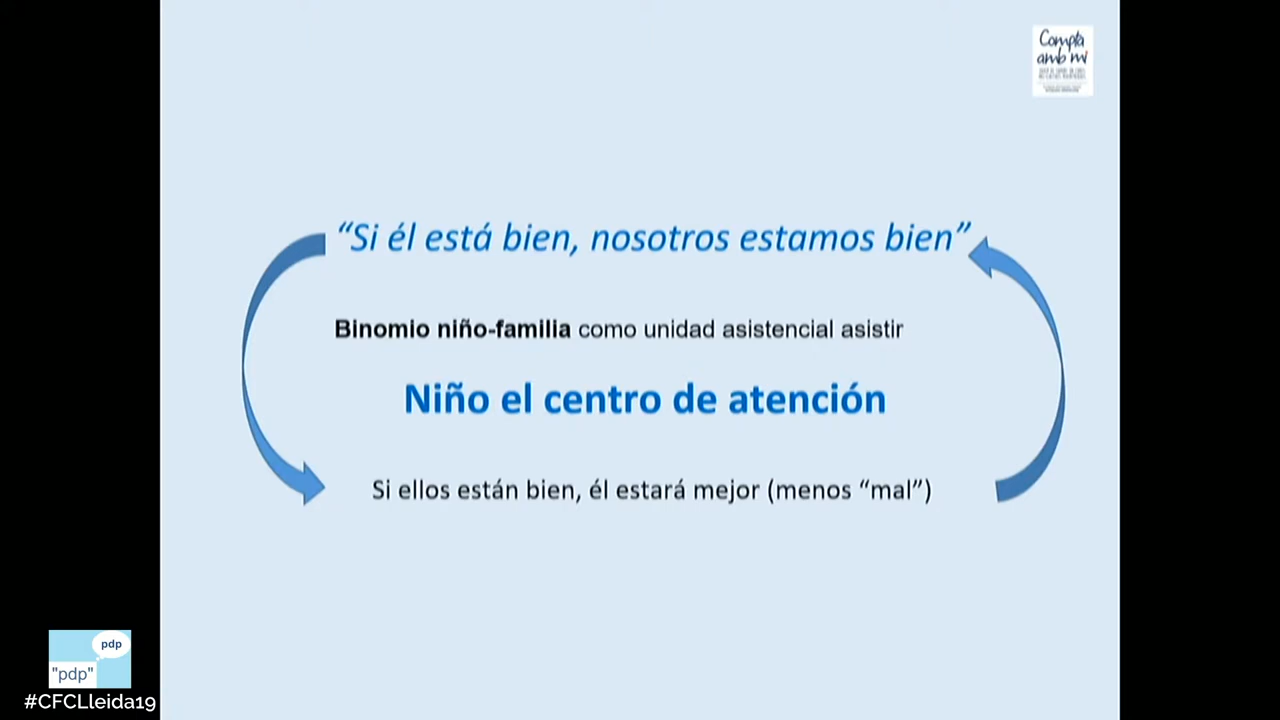 Compta
amb mi
“Si él está bien, nosotros estamos bien”
Binomio niño-familia como unidad asistencial asistir
Niño el centro de atención
Si ellos están bien, él estará mejor (menos “mal”)
pdp
"pdp"
#CFCLleida19